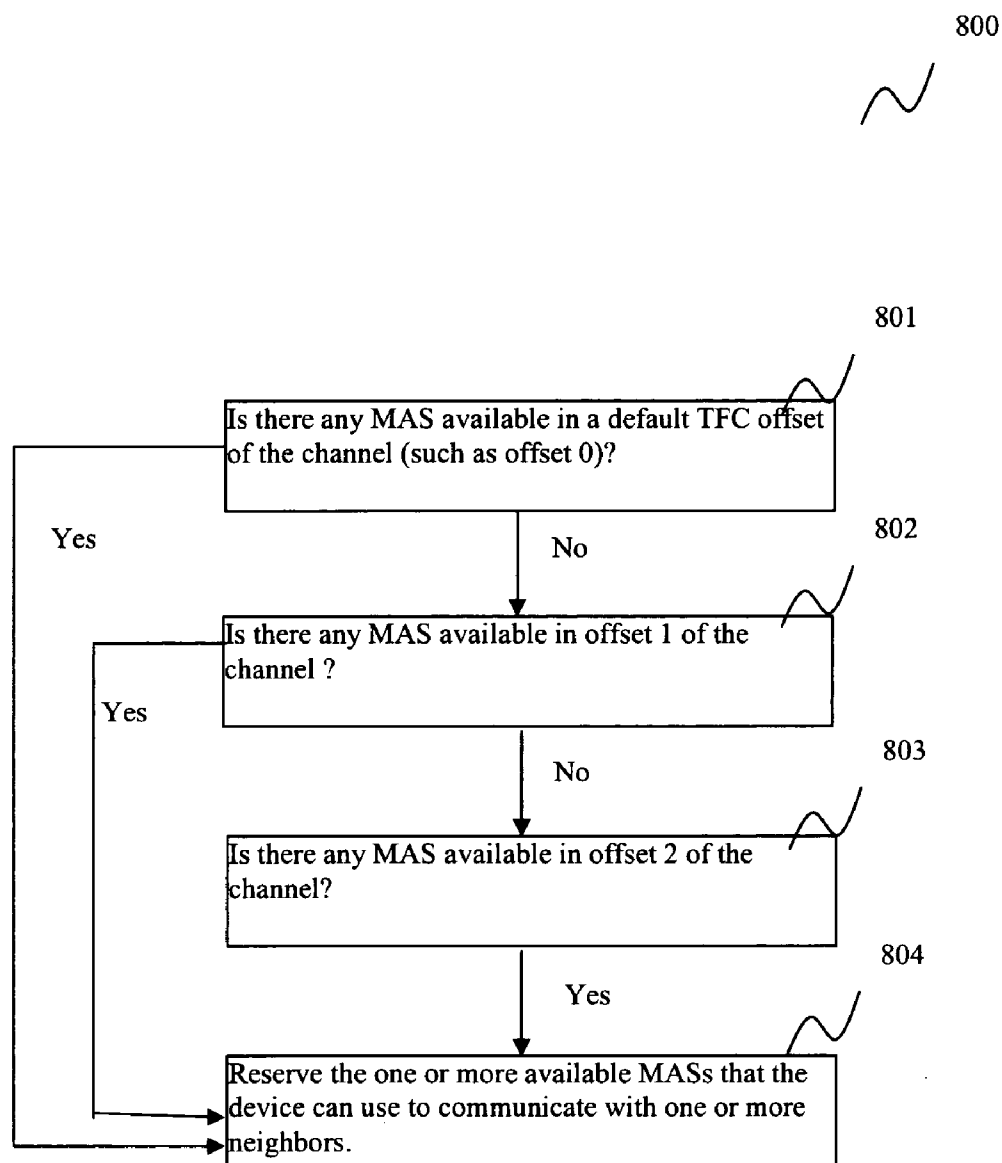 800
801
Is there any MAS available in a default TFC offset
of the channel (such as offset 0)?
Yes
No
802
Is there any MAS available in offset 1 of the
channel ?
Yes
No
803
Is there any MAS available in offset 2 of the
channel?
804
Yes
Reserve the one or more available MASs that the
device can use to communicate with one or more
neighbors.